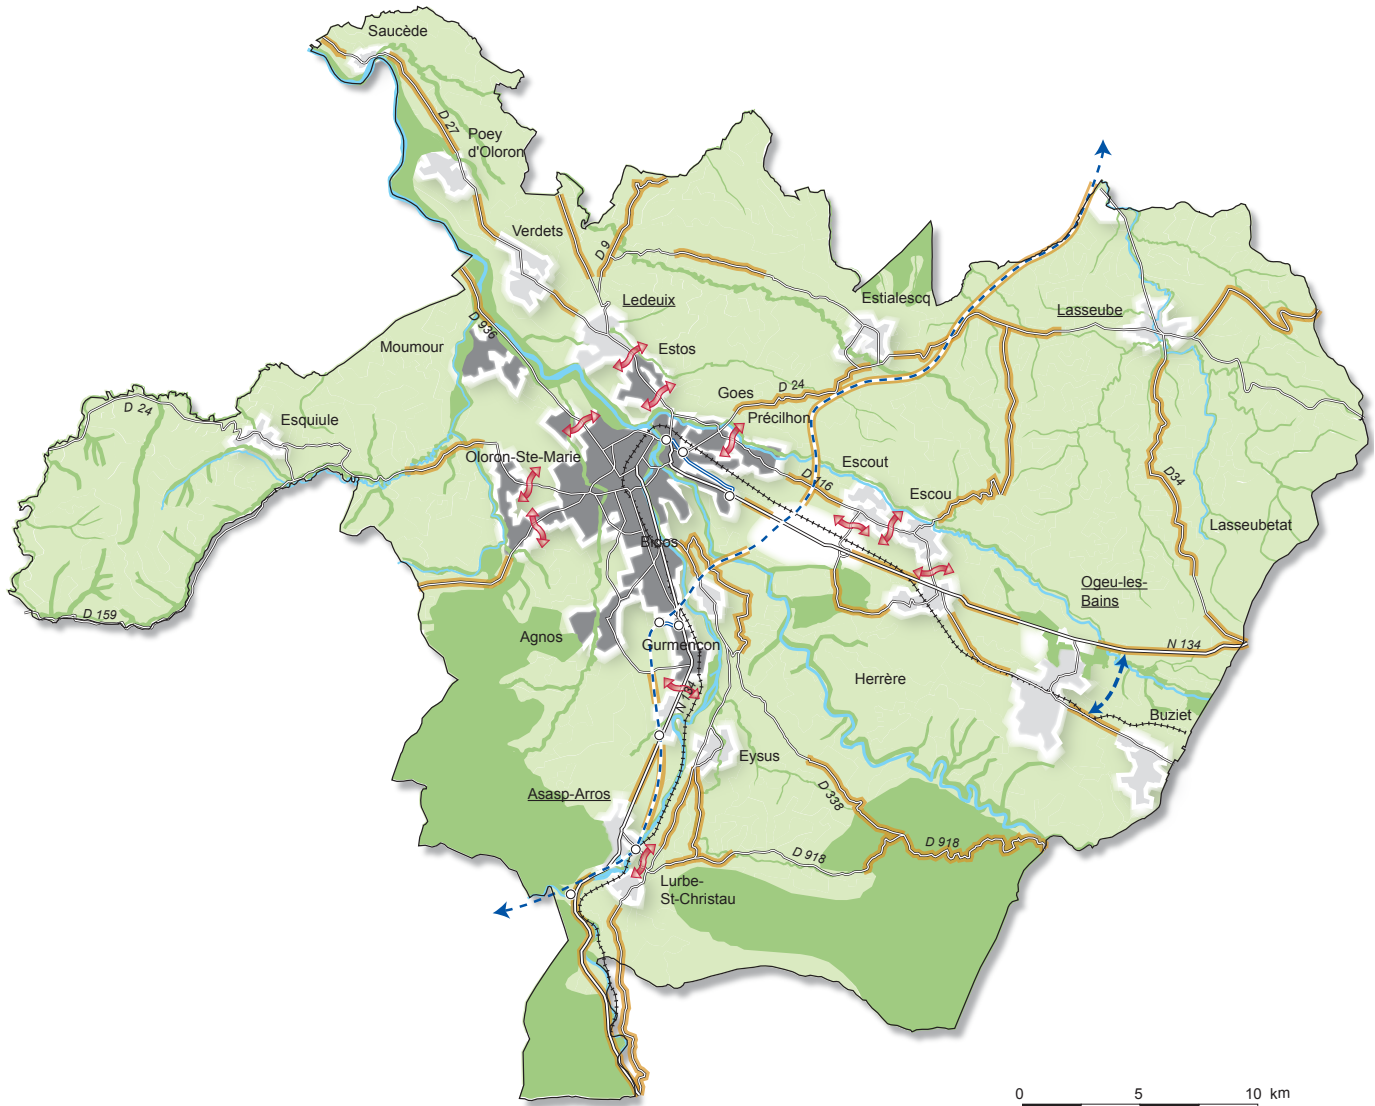 Saucède
D 27
Poey
d'Oloron
Verdets
D 9
Ledeuix
Estialescq
Lasseube
D 936
Moumour
Estos
Goes
D 24
Précilhon
D 24
Esquiule
Oloron-Ste-Marie
Escout
D 116
Escou
D34
Lasseubetat
Bidos
Ogeu-les-
Bains
D 159
Agnos
Gurmençon
N 134
Herrère
N 134
Buziet
Eysus
Asasp-Arros
D 338
D 918
D 918
Lurbe-
St-Christau
0 5 10 km